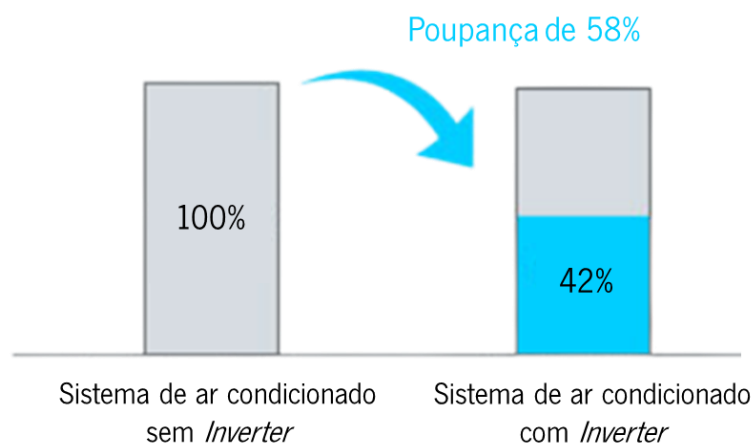 Poupança de 58%
100%
42%
Sistema de ar condicionado
sem Inverter
Sistema de ar condicionado
com Inverter